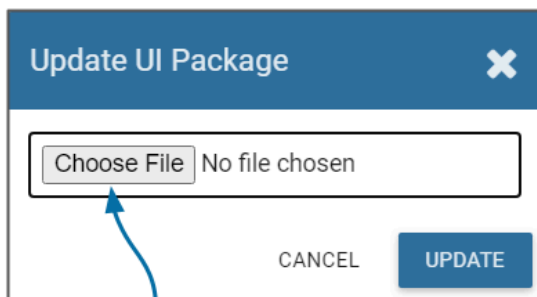 Update UI Package
Choose File No file chosen
CANCEL UPDATE